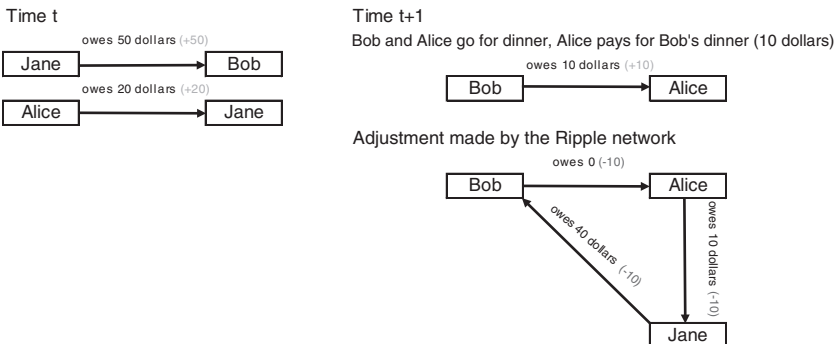 Time t
owes 50 dollars (+50)
Jane
Bob
owes 20 dollars (+20)
Alice
Jane
Time t+1
Bob and Alice go for dinner, Alice pays for Bob's dinner (10 dollars)
owes 10 dollars (+10)
Bob
Alice
Adjustment made by the Ripple network
owes 0 (-10)
Bob
Alice
owes 40 dollars (-10)
owes 10 dollars (-10)
Jane